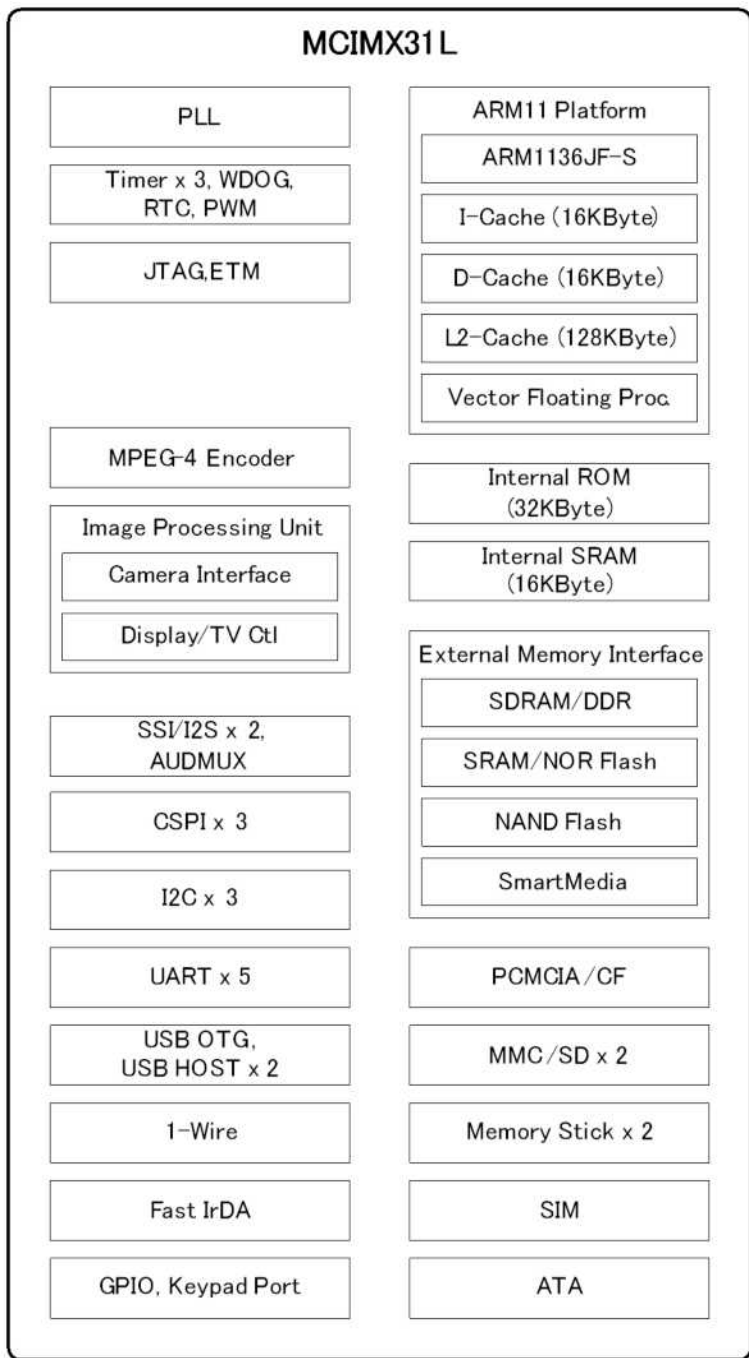 MCIMX31L
PLL
Timer x 3, WDOG,
RTC, PWM
JTAG,ETM
MPEG-4 Encoder
Image Processing Unit
Camera Interface
Display/TV Ctl
SSI/I2S x 2,
AUDMUX
CSPI x 3
I2C x 3
UART x 5
USB OTG,
USB HOST x 2
1-Wire
Fast IrDA
GPIO, Keypad Port
ARM11 Platform
ARM1136JF-S
I-Cache (16KByte)
D-Cache (16KByte)
L2-Cache (128KByte)
Vector Floating Proc.
Internal ROM
(32KByte)
Internal SRAM
(16KByte)
External Memory Interface
SDRAM/DDR
SRAM/NOR Flash
NAND Flash
SmartMedia
PCMCIA/CF
MMC/SD x 2
Memory Stick x 2
SIM
ATA